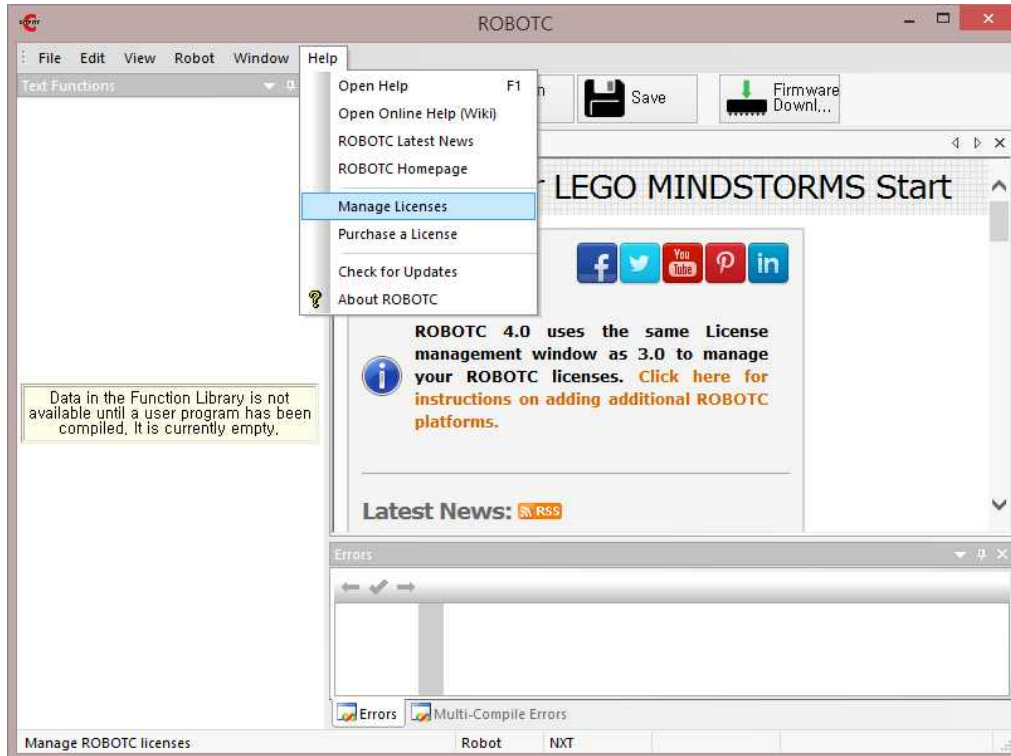 ROBOTC
File Edit View Robot Window Help
Text Functions
Open Help F1
Open Online Help (Wiki)
ROBOTC Latest News
ROBOTC Homepage
Manage Licenses
Purchase a License
Check for Updates
About ROBOTC
Save
Firmware
Downl...
LEGO MINDSTORMS Start
You
Tube
in
ROBOTC 4.0 uses the same License
management window as 3.0 to manage
your ROBOTC licenses. Click here for
instructions on adding additional ROBOTC
platforms.
Data in the Function Library is not
available until a user program has been
compiled, It is currently empty,
Latest News: RSS
Errors
Errors Multi-Compile Errors
Manage ROBOTC licenses Robot NXT